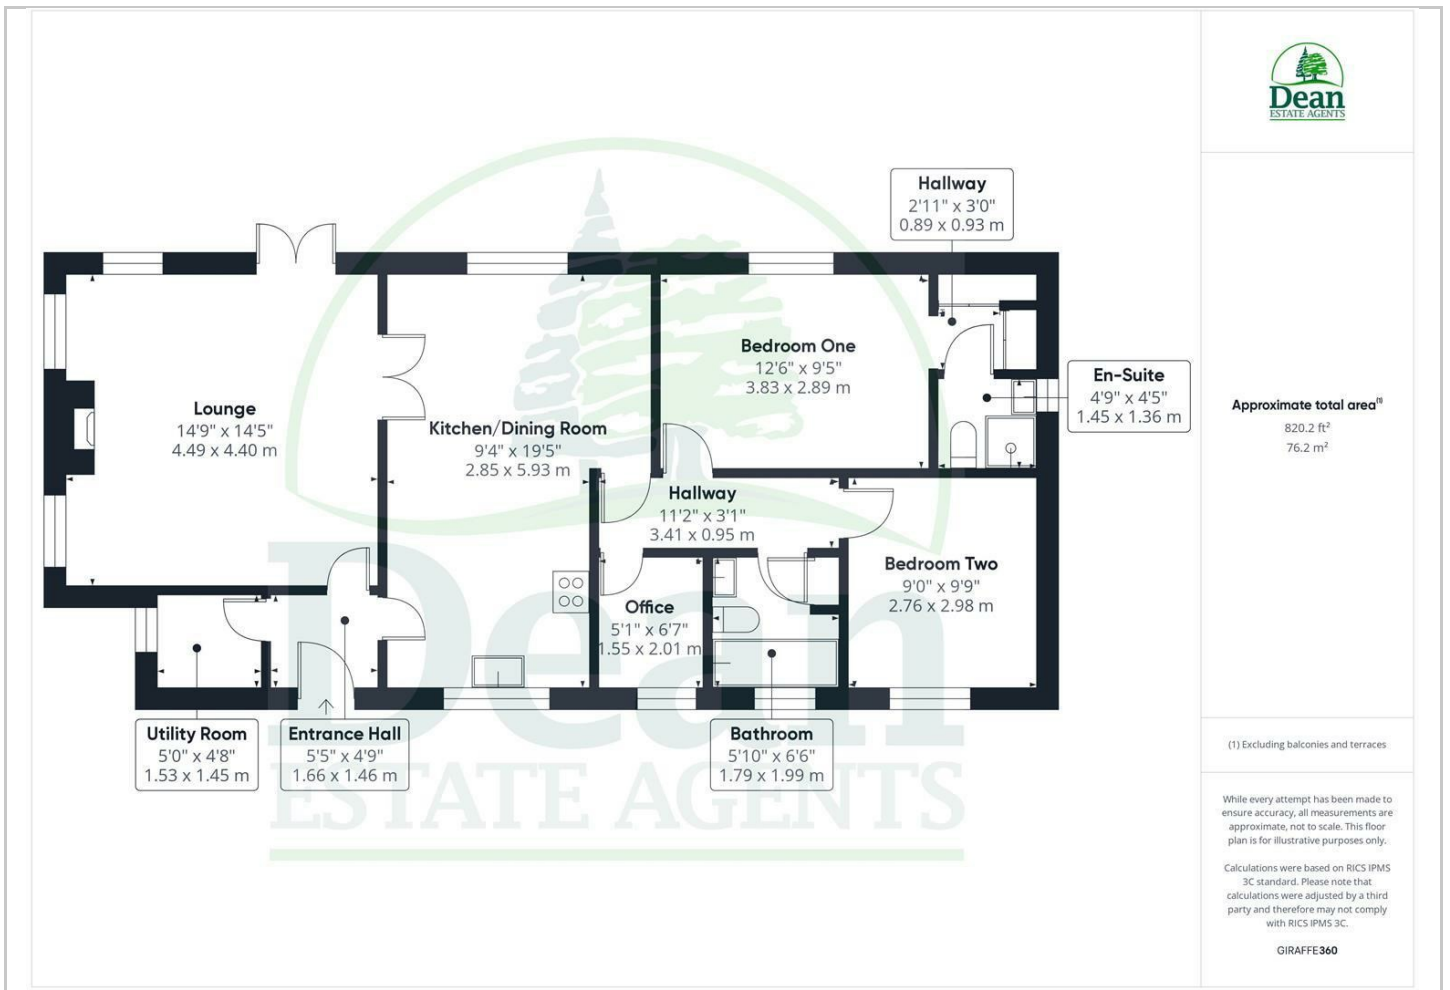 Dean
ESTATE AGENTS
Hallway
2'11" x 3'0"
0.89 x 0.93 m
Bedroom One
12'6" x 9'5"
3.83 x 2.89 m
En-Suite
4'9" x 4'5"
1.45 x 1.36 m
Lounge
14'9" x 14'5"
4.49 x 4.40 m
Kitchen/Dining Room
9'4" x 19'5"
2.85 x 5.93 m
Hallway
11'2" x 3'1"
3.41 x 0.95 m
Bedroom Two
9'0" x 9'9"
2.76 x 2.98 m
Office
5'1" x 6'7"
1.55 x 2.01 m
Utility Room
5'0" x 4'8"
1.53 x 1.45 m
Entrance Hall
5'5" x 4'9"
1.66 x 1.46 m
Bathroom
5'10" x 6'6"
1.79 x 1.99 m
Dean
ESTATE AGENTS
Approximate total area(1)
820.2 ft²
76.2 m²
(1) Excluding balconies and terraces
While every attempt has been made to
ensure accuracy, all measurements are
approximate, not to scale. This floor
plan is for illustrative purposes only.
Calculations were based on RICS IPMS
3C standard. Please note that
calculations were adjusted by a third
party and therefore may not comply
with RICS IPMS 3C.
GIRAFFE360